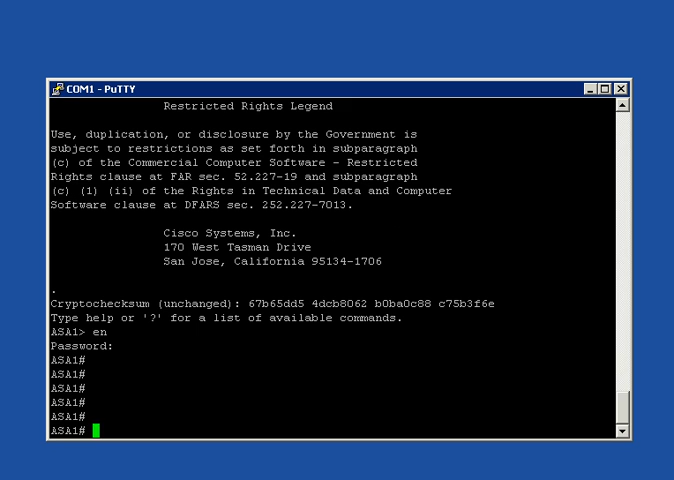 COM1 - PuTTY
Restricted Rights Legend
Use, duplication, or disclosure by the Government is
subject to restrictions as set forth in subparagraph
(c) of the Commercial Computer Software - Restricted
Rights clause at FAR sec. 52.227-19 and subparagraph
(c) (1) (ii) of the Rights in Technical Data and Computer
Software clause at DFARS sec. 252.227-7013.
Cisco Systems, Inc.
170 West Tasman Drive
San Jose, California 95134-1706
.
Cryptochecksum (unchanged): 67b65dd5 4dcb8062 b0ba0c88 c75b3f6e
Type help or '?' for a list of available commands.
ASA1> en
Password:
ASA1#
ASA1#
ASA1#
ASA1#
ASA1#
ASA1#